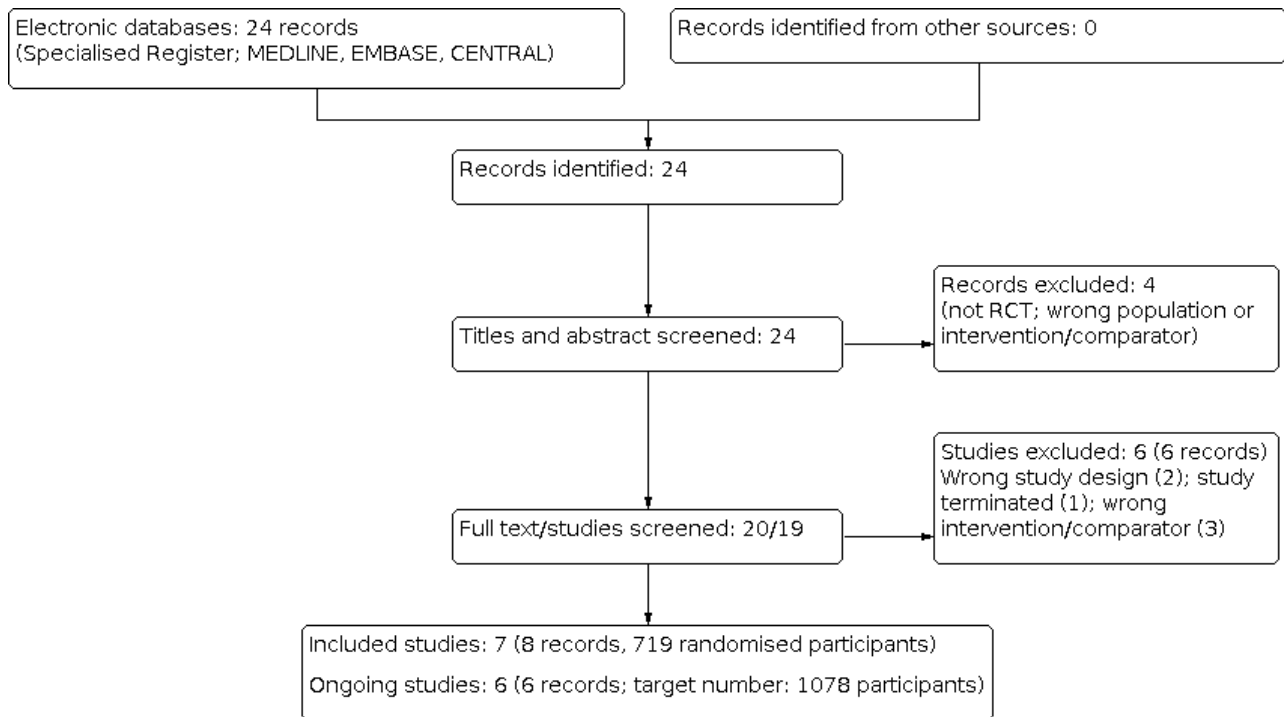 Electronic databases: 24 records
(Specialised Register; MEDLINE, EMBASE, CENTRAL)
Records identified from other sources: 0
Records identified: 24
Titles and abstract screened: 24
Records excluded: 4
(not RCT; wrong population or
intervention/comparator)
Full text/studies screened: 20/19
Studies excluded: 6 (6 records)
Wrong study design (2); study
terminated (1); wrong
intervention/comparator (3)
Included studies: 7 (8 records, 719 randomised participants)
Ongoing studies: 6 (6 records; target number: 1078 participants)